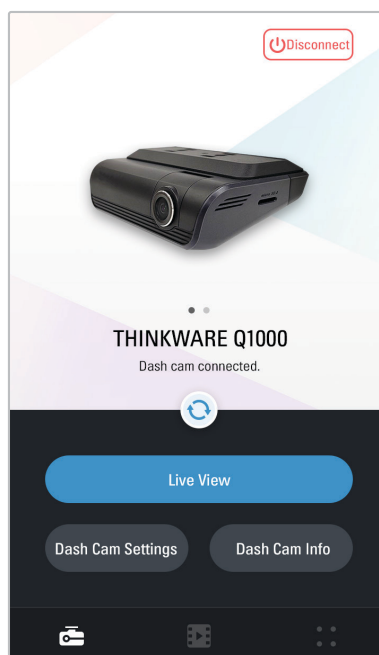 Disconnect
THINKWARE Q1000
Dash cam connected.
Live View
Dash Cam Settings
Dash Cam Info